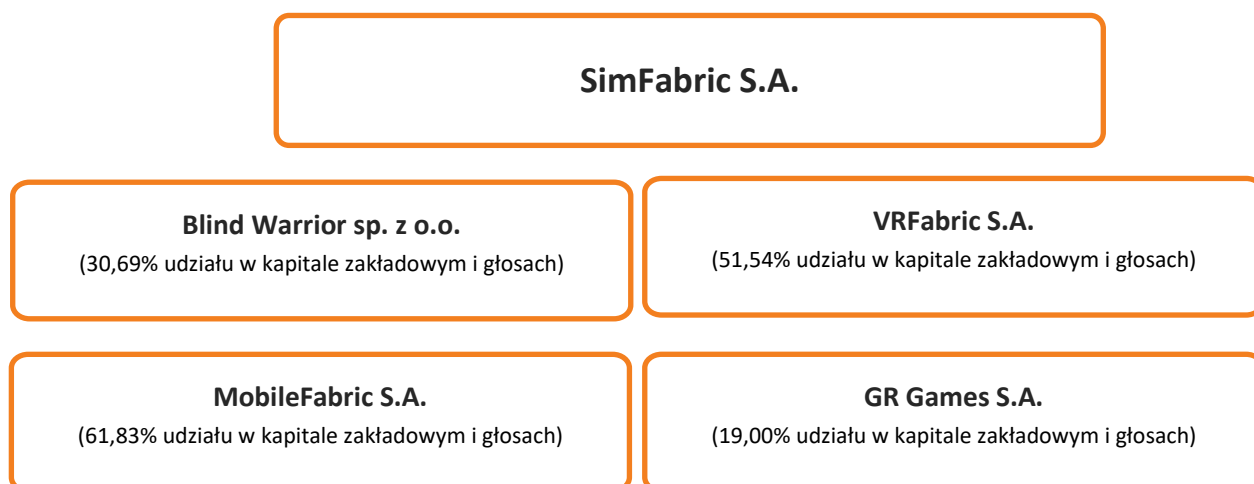 SimFabric S.A.
Blind Warrior sp. z o.o.
(30,69% udziału w kapitale zakładowym i głosach)
VRFabric S.A.
(51,54% udziału w kapitale zakładowym i głosach)
MobileFabric S.A.
(61,83% udziału w kapitale zakładowym i głosach)
GR Games S.A.
(19,00% udziału w kapitale zakładowym i głosach)